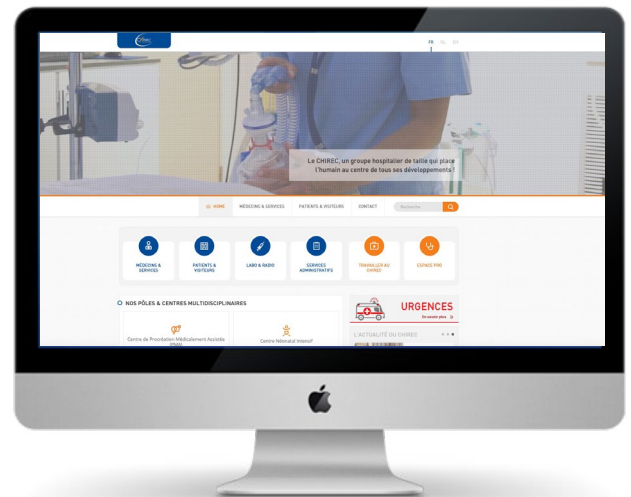 Chirec
FR NL EN
Le CHIREC, un groupe hospitalier de taille qui place
l'humain au centre de tous ses développements !
HOME MÉDECINS & SERVICES PATIENTS & VISITEURS CONTACT Recherche
MÉDECINS &
SERVICES
PATIENTS &
VISITEURS
LABO & RADIO
SERVICES
ADMINISTRATIFS
TRAVAILLER AU
CHIREC
ESPACE PRO
NOS PÔLES & CENTRES MULTIDISCIPLINAIRES
Centre de Procréation Médicalement Assistée
(PMA)
Centre Néonatal Intensif
URGENCES
En savoir plus
L'ACTUALITÉ DU CHIREC